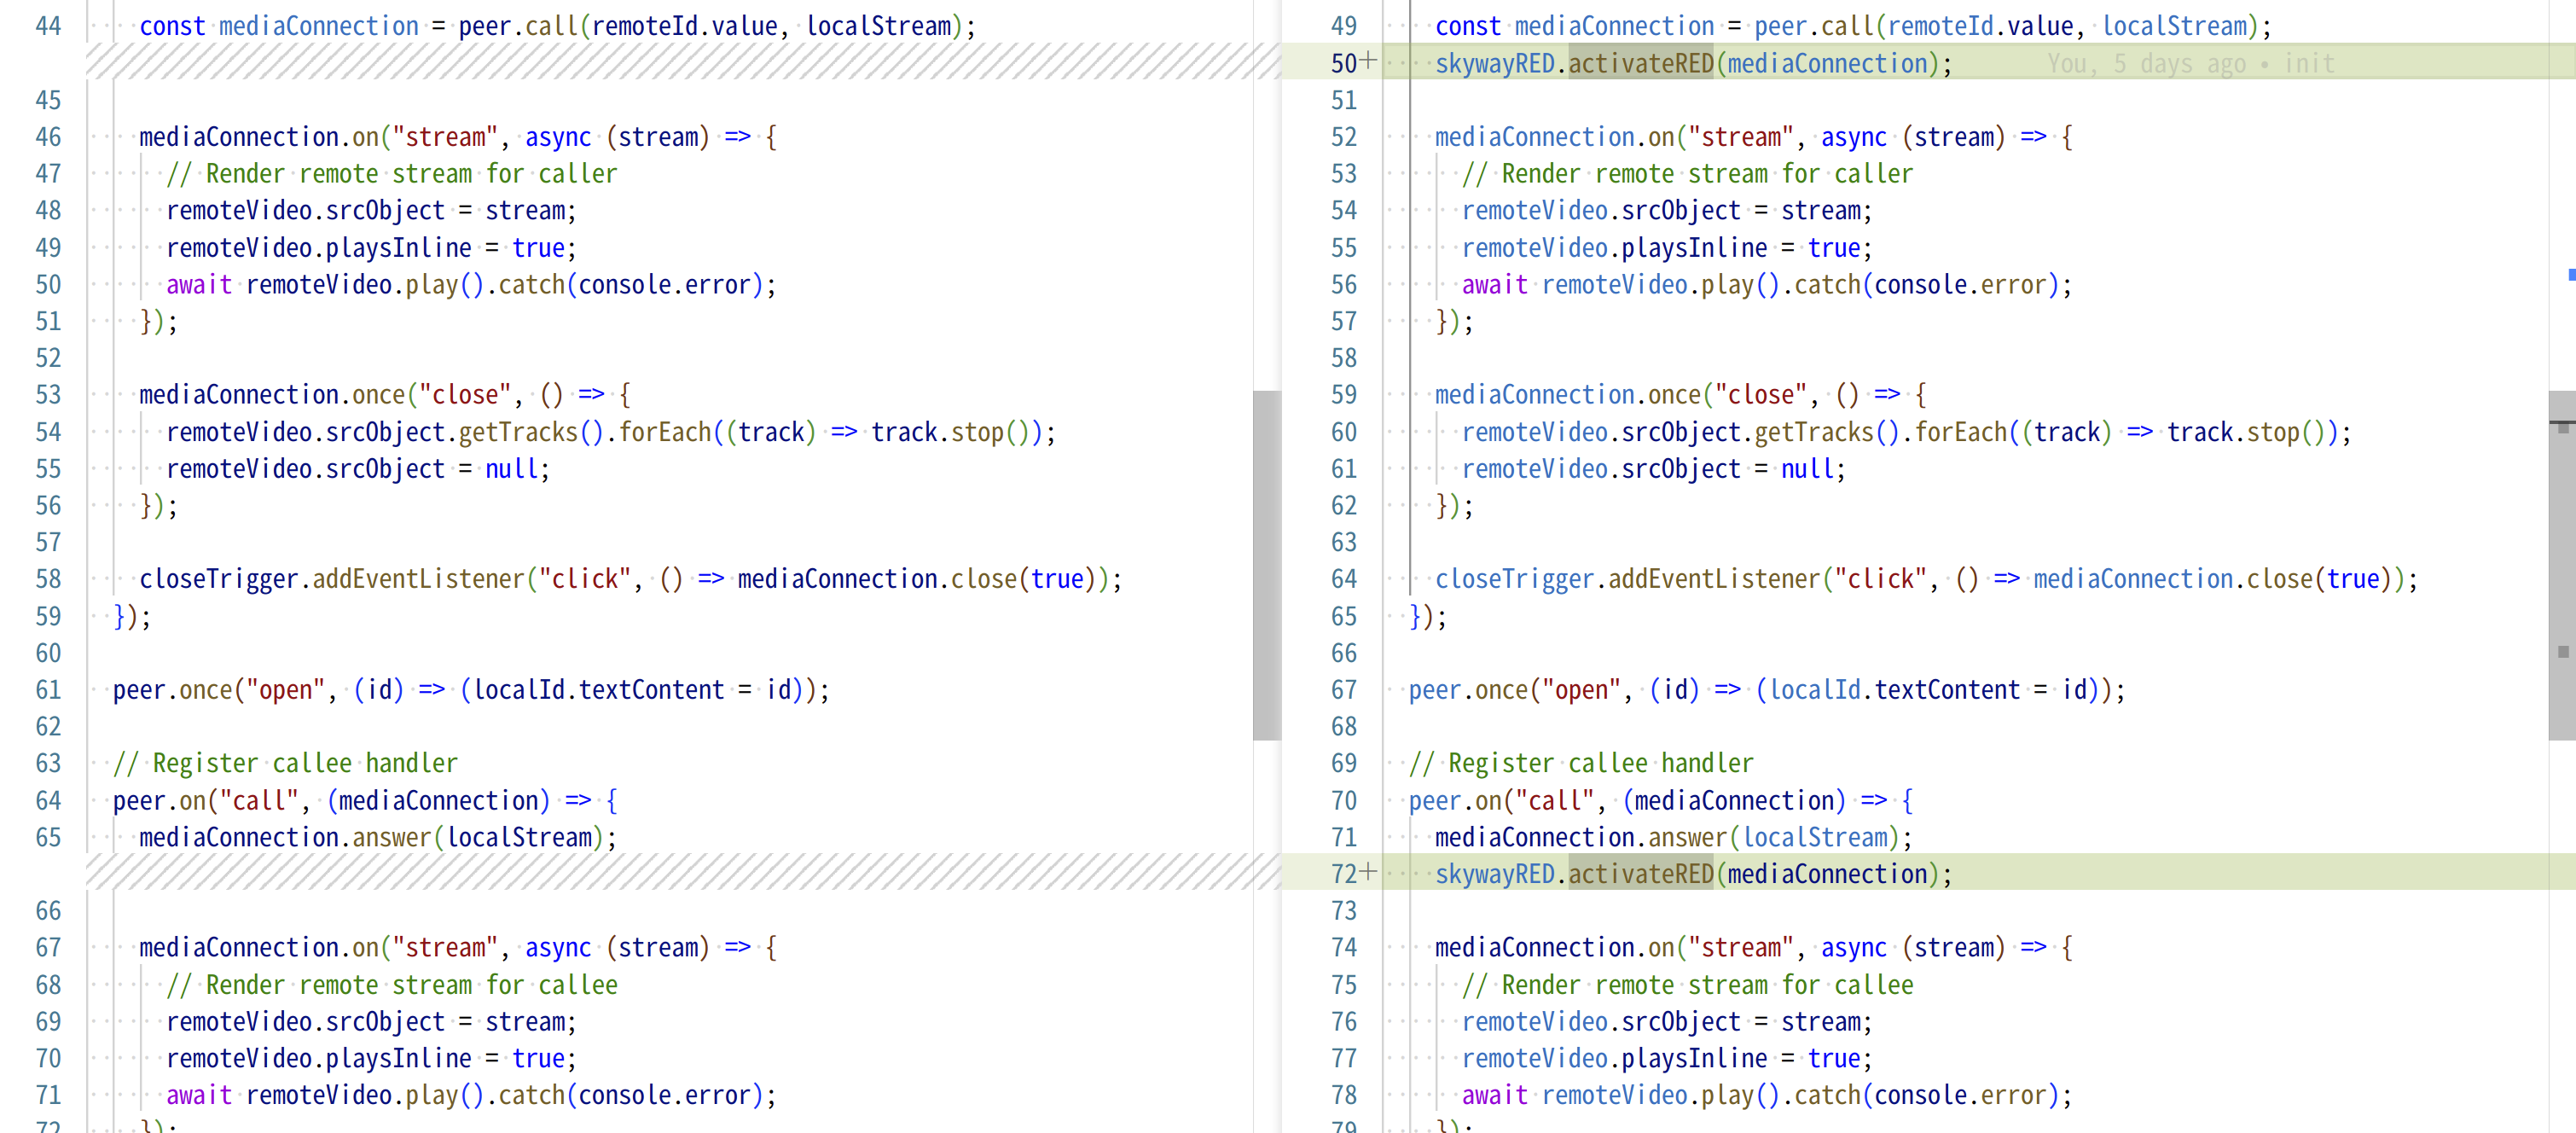 44 const mediaConnection = peer.call(remoteId.value, localStream);
45
46 mediaConnection.on("stream", async (stream) => {
47 // Render remote stream for caller
48 remoteVideo.srcObject = stream;
49 remoteVideo.playsInline = true;
50 await remoteVideo.play().catch(console.error);
51 });
52
53 mediaConnection.once("close", () => {
54 remoteVideo.srcObject.getTracks().forEach((track) => track.stop());
55 remoteVideo.srcObject = null;
56 });
57
58 closeTrigger.addEventListener("click", () => mediaConnection.close(true));
59 });
60
61 peer.once("open", (id) => (localId.textContent = id));
62
63 // Register callee handler
64 peer.on("call", (mediaConnection) => {
65 mediaConnection.answer(localStream);
66
67 mediaConnection.on("stream", async (stream) => {
68 // Render remote stream for callee
69 remoteVideo.srcObject = stream;
70 remoteVideo.playsInline = true;
71 await remoteVideo.play().catch(console.error);
72 });
49 const mediaConnection = peer.call(remoteId.value, localStream);
50+ skywayRED.activateRED(mediaConnection); You, 5 days ago • init
51
52 mediaConnection.on("stream", async (stream) => {
53 // Render remote stream for caller
54 remoteVideo.srcObject = stream;
55 remoteVideo.playsInline = true;
56 await remoteVideo.play().catch(console.error);
57 });
58
59 mediaConnection.once("close", () => {
60 remoteVideo.srcObject.getTracks().forEach((track) => track.stop());
61 remoteVideo.srcObject = null;
62 });
63
64 closeTrigger.addEventListener("click", () => mediaConnection.close(true));
65 });
66
67 peer.once("open", (id) => (localId.textContent = id));
68
69 // Register callee handler
70 peer.on("call", (mediaConnection) => {
71 mediaConnection.answer(localStream);
72+ skywayRED.activateRED(mediaConnection);
73
74 mediaConnection.on("stream", async (stream) => {
75 // Render remote stream for callee
76 remoteVideo.srcObject = stream;
77 remoteVideo.playsInline = true;
78 await remoteVideo.play().catch(console.error);
79 });